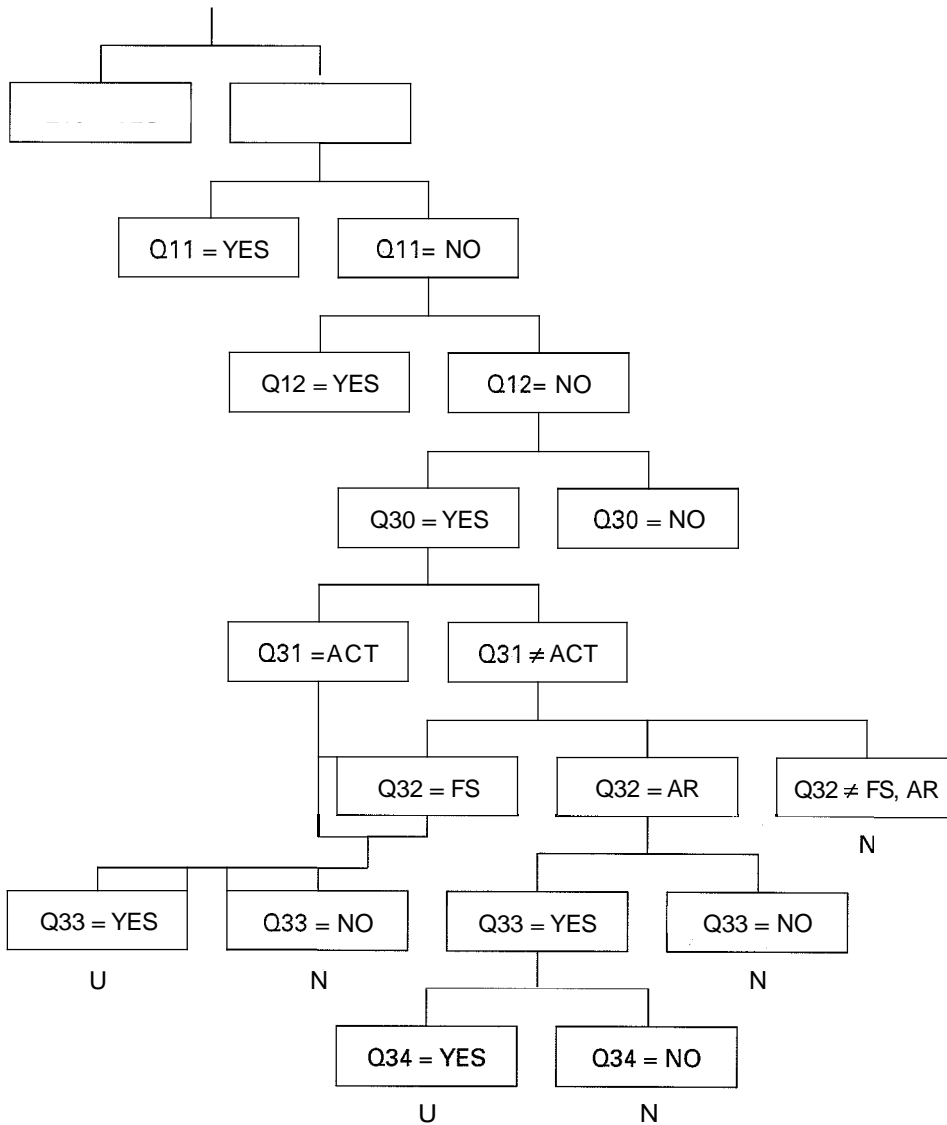 Q11 = YES
Q11= NO
Q12 = YES
Q12= NO
Q30 = YES
Q30 = NO
Q31 =ACT
Q31 ≠ ACT
Q32 = FS
Q32 = AR
Q32 ≠ FS, AR
N
Q33 = YES
Q33 = NO
Q33 = YES
Q33 = NO
U
N
N
Q34 = YES
Q34 = NO
U
N